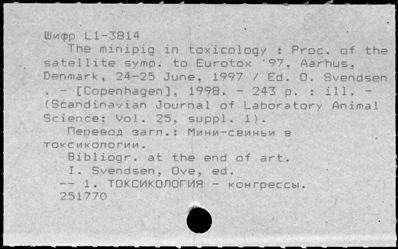 Шифр L1-3814
The minipig in toxicology : Proc. of the
satellite symp. to Eurotox '97, Aarhus,
Denmark, 24-25 June, 1997 / Ed. O. Svendsen
. - [Copenhagen], 1998. - 243 p. : ill. -
(Scandinavian Journal of Laboratory Animal
Science: Vol. 25, suppl. 1).
Перевод загл.: Мини-свиньи в
токсикологии.
Bibliogr. at the end of art.
I. Svendsen, Ove, ed.
-- 1. ТОКСИКОЛОГИЯ - конгрессы.
251770